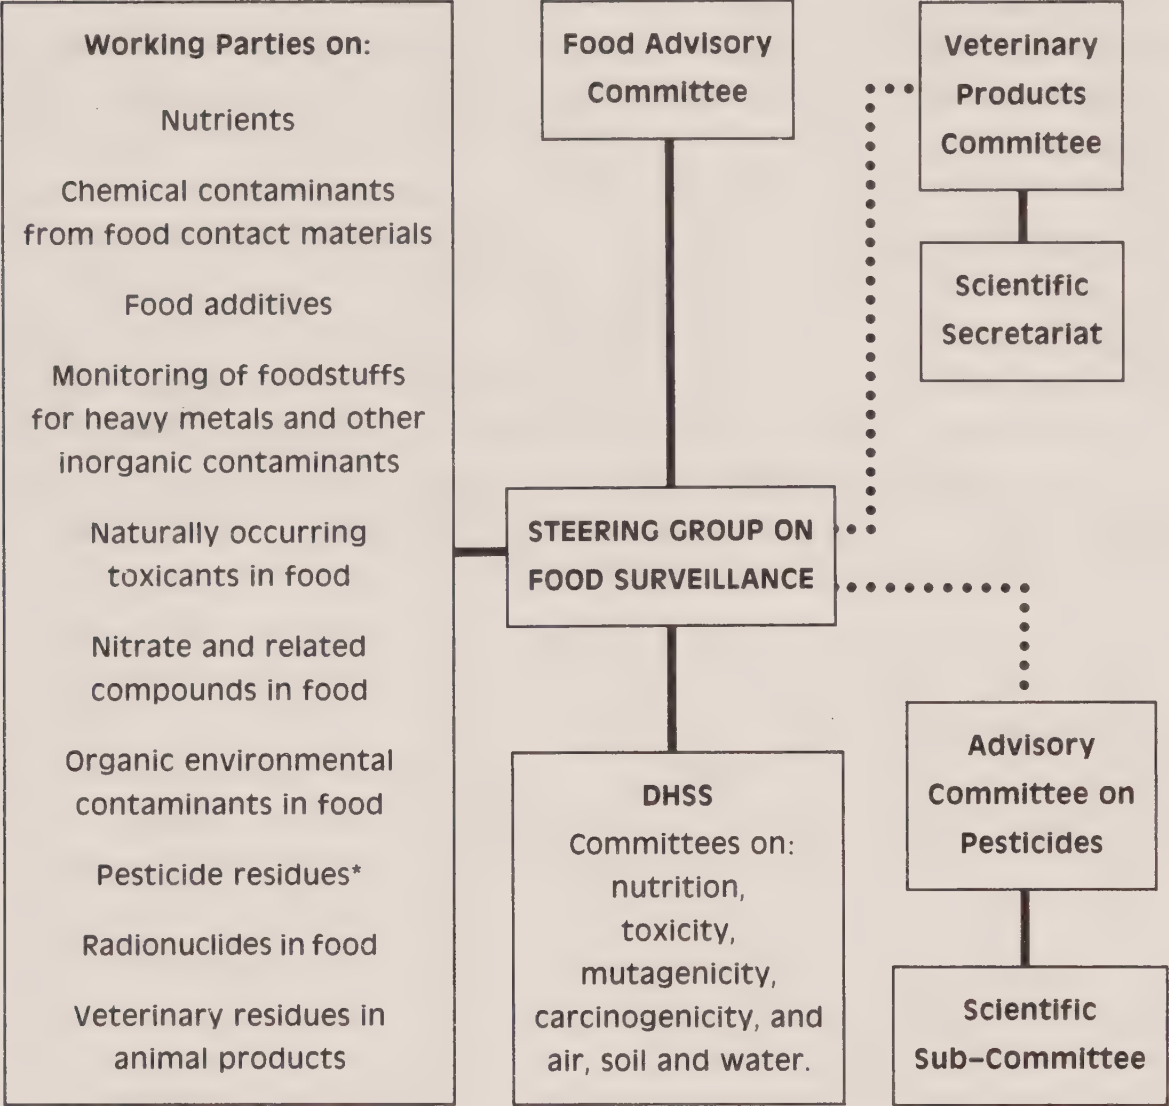 Working Parties on:
Nutrients
Chemical contaminants
from food contact materials
Food additives
Monitoring of foodstuffs
for heavy metals and other
inorganic contaminants
Naturally occurring
toxicants in food
Nitrate and related
compounds in food
Organic environmental
contaminants in food
Pesticide residues*
Radionuclides in food
Veterinary residues in
animal products
Food Advisory
Committee
STEERING GROUP ON
FOOD SURVEILLANCE
DHSS
Committees on:
nutrition,
toxicity,
mutagenicity,
carcinogenicity, and
air, soil and water.
Veterinary
Products
Committee
Scientific
Secretariat
Advisory
Committee on
Pesticides
Scientific
Sub-Committee